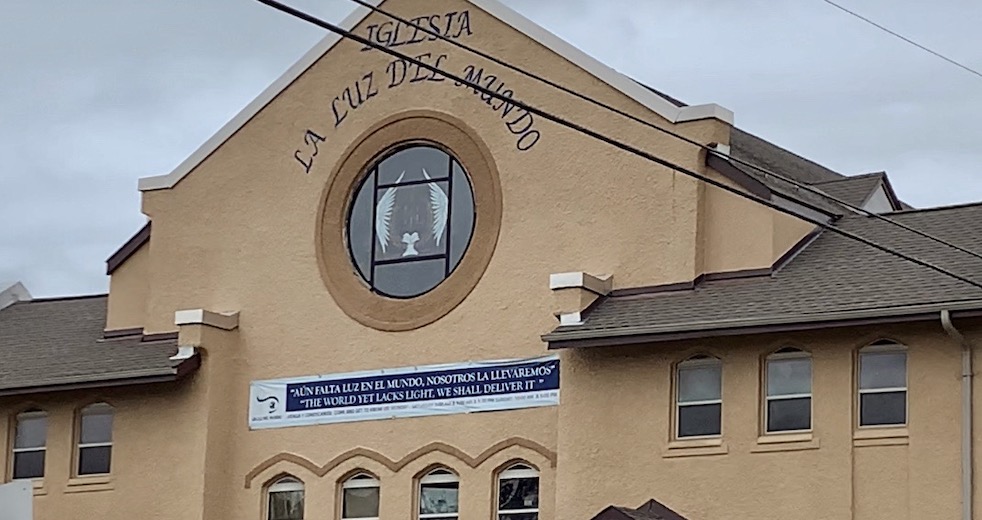 IGLESIA
LA LUZ DEL MUNDO
"AÚN FALTA LUZ EN EL MUNDO, NOSOTROS LA LLEVAREMOS"
"THE WORLD YET LACKS LIGHT, WE SHALL DELIVER IT "